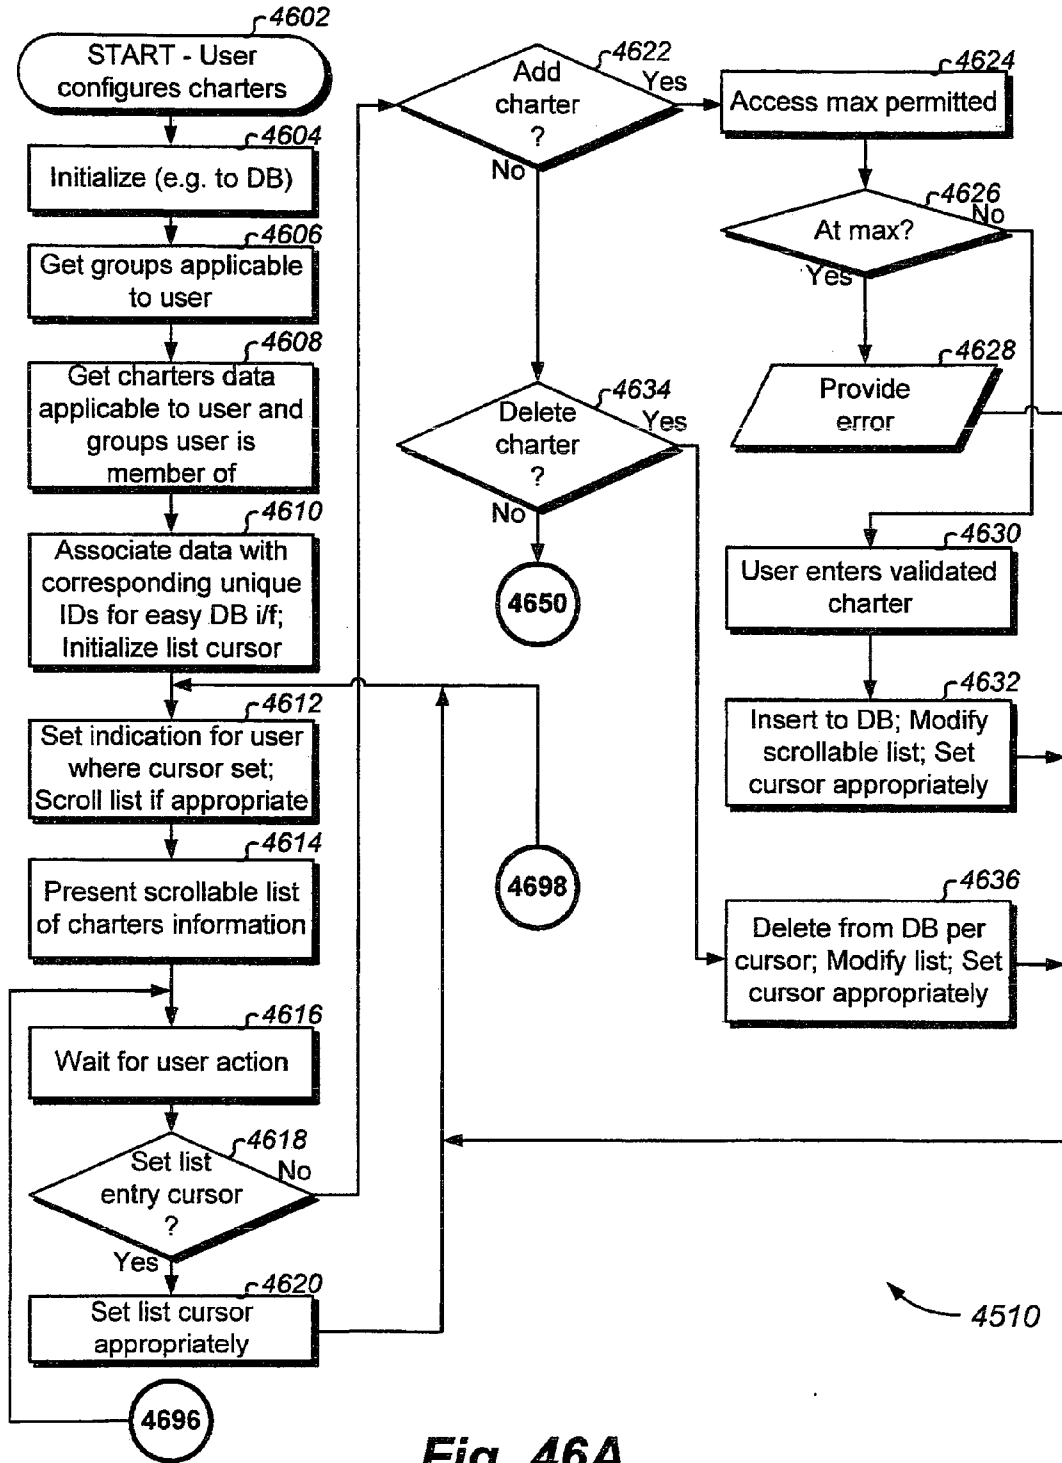 4602
START - User
configures charters
4604
Initialize (e.g. to DB)
4606
Get groups applicable
to user
4608
Get charters data
applicable to user and
groups user is
member of
4610
Associate data with
corresponding unique
IDs for easy DB i/f;
Initialize list cursor
4612
Set indication for user
where cursor set;
Scroll list if appropriate
4614
Present scrollable list
of charters information
4616
Wait for user action
4618
Set list
entry cursor
?
No
Yes
4620
Set list cursor
appropriately
4696
4622
Add
charter
?
Yes
No
4634
Delete
charter
?
Yes
No
4650
4698
4624
Access max permitted
4626
At max?
No
Yes
4628
Provide
error
4630
User enters validated
charter
4632
Insert to DB; Modify
scrollable list; Set
cursor appropriately
4636
Delete from DB per
cursor; Modify list; Set
cursor appropriately
4510
Fig. 46A